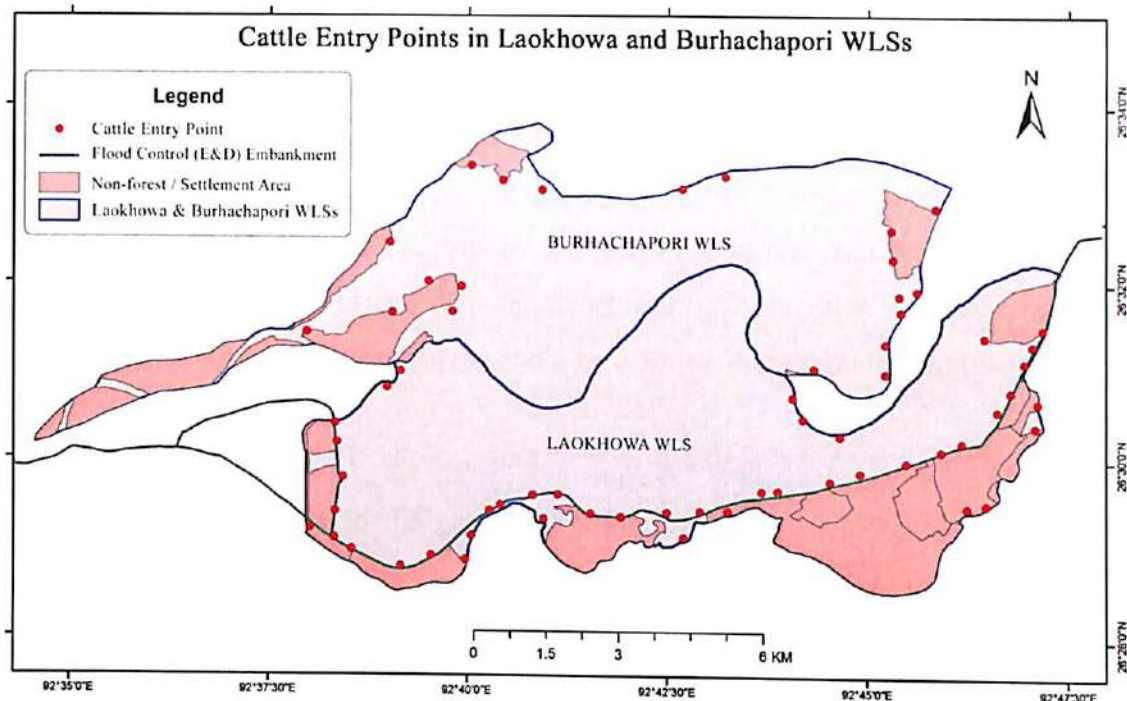 Cattle Entry Points in Laokhowa and Burhachapori WLSs
Legend
Cattle Entry Point
Flood Control (E&D) Embankment
Non-forest / Settlement Area
Laokhowa & Burhachapori WLSs
N
BURHACHAPORI WLS
LAOKHOWA WLS
0 1.5 3 6 KM
26°34'0"N
26°32'0"N
26°30'0"N
26°28'0"N
92°35'0"E 92°37'30"E 92°40'0"E 92°42'30"E 92°45'0"E 92°47'30"E